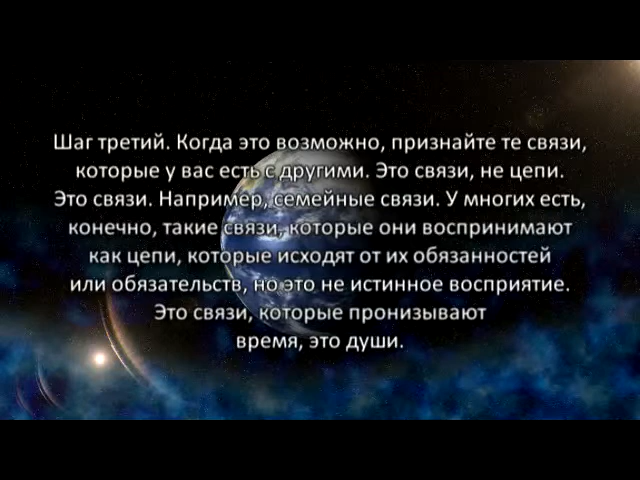 Шаг третий. Когда это возможно, признайте те связи,
которые у вас есть с другими. Это связи, не цепи.
Это связи. Например, семейные связи. У многих есть,
конечно, такие связи, которые они воспринимают
как цепи, которые исходят от их обязанностей
или обязательств, но это не истинное восприятие.
Это связи, которые пронизывают
время, это души.